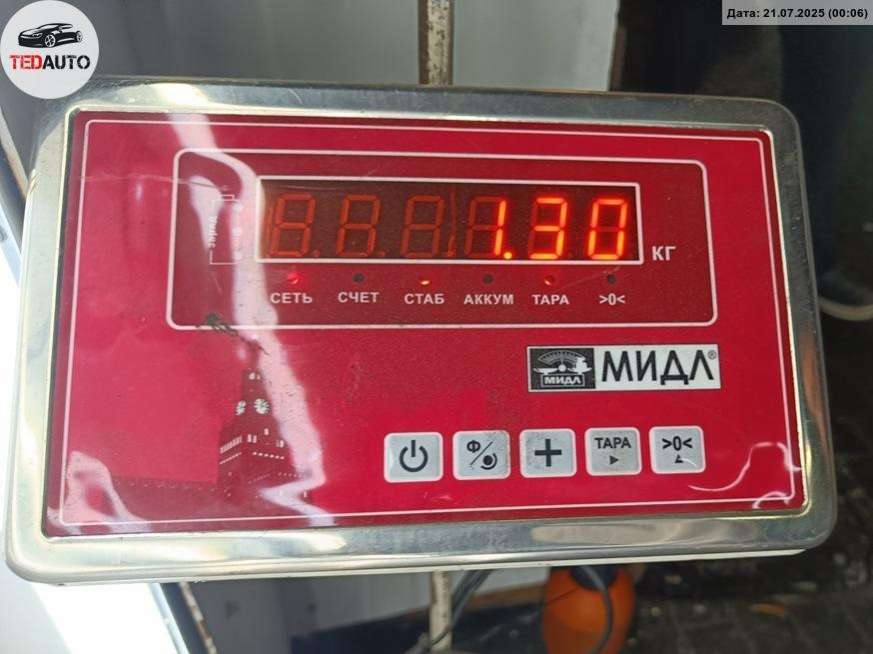 Дата: 21.07.2025 (00:06)
TEDAUTO
1.30
КГ
СЕТЬ СЧЕТ СТАБ АККУМ ТАРА >0<
МИДЛ МИДЛ®
Ф ТАРА >0<